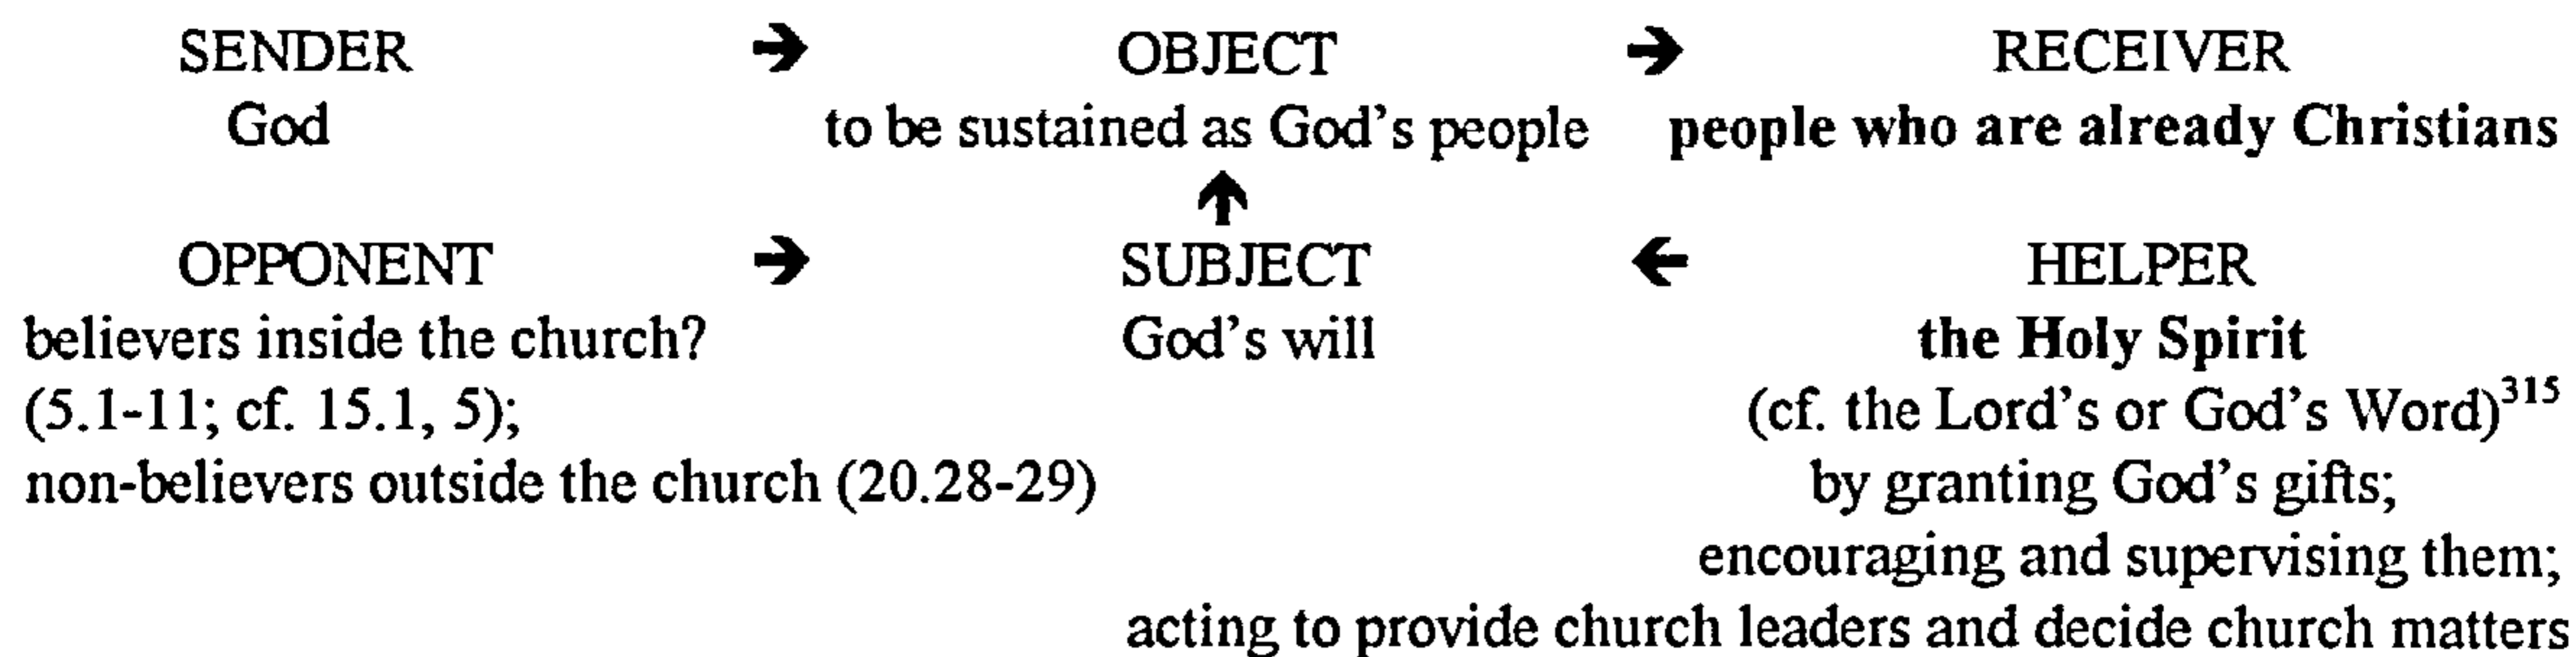 SENDER → OBJECT → RECEIVER
God to be sustained as God's people people who are already Christians
↑
OPPONENT → SUBJECT ← HELPER
believers inside the church? God's will the Holy Spirit
(5.1-11; cf. 15.1, 5); (cf. the Lord's or God's Word)315
non-believers outside the church (20.28-29) by granting God's gifts;
encouraging and supervising them;
acting to provide church leaders and decide church matters